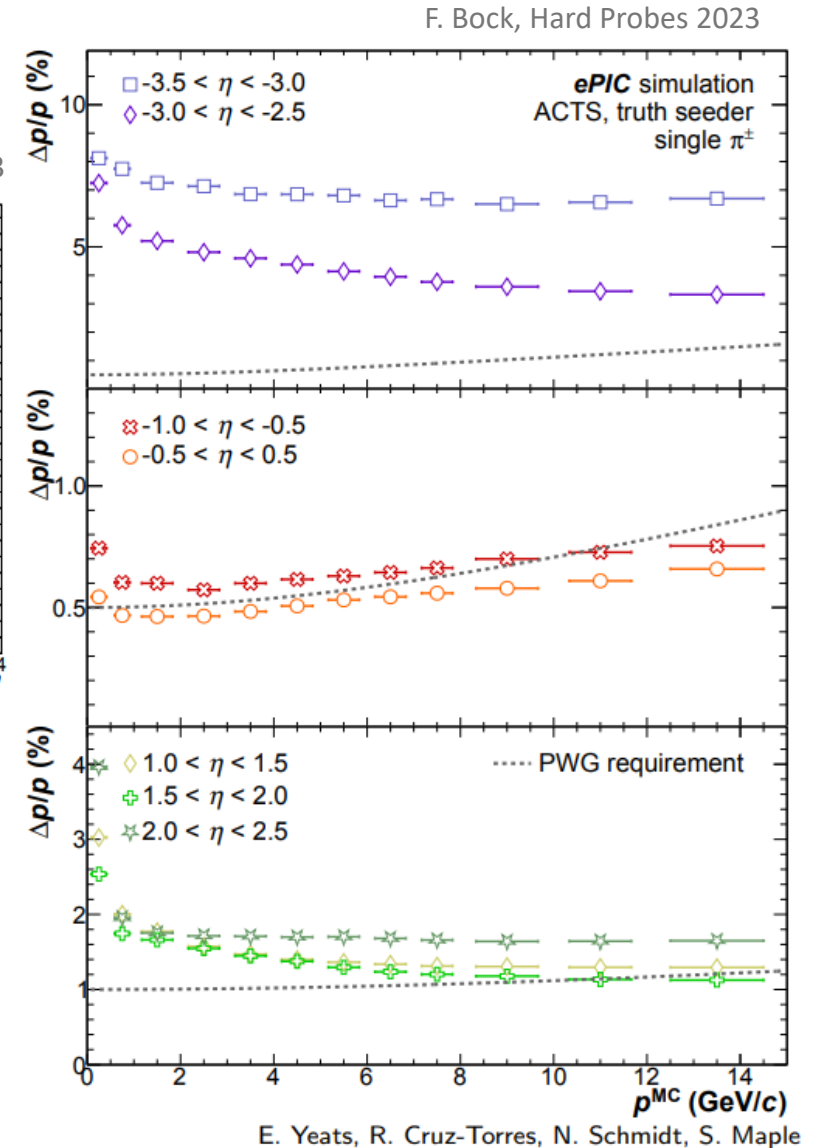 F. Bock, Hard Probes 2023
Δp/p (%)
10
5
-3.5 < η < -3.0
-3.0 < η < -2.5
ePIC simulation
ACTS, truth seeder
single π±
Δp/p (%)
1.0
0.5
-1.0 < η < -0.5
-0.5 < η < 0.5
Δp/p (%)
4
3
2
1
0
1.0 < η < 1.5
1.5 < η < 2.0
2.0 < η < 2.5
PWG requirement
0 2 4 6 8 10 12 14
p^MC (GeV/c)
E. Yeats, R. Cruz-Torres, N. Schmidt, S. Maple